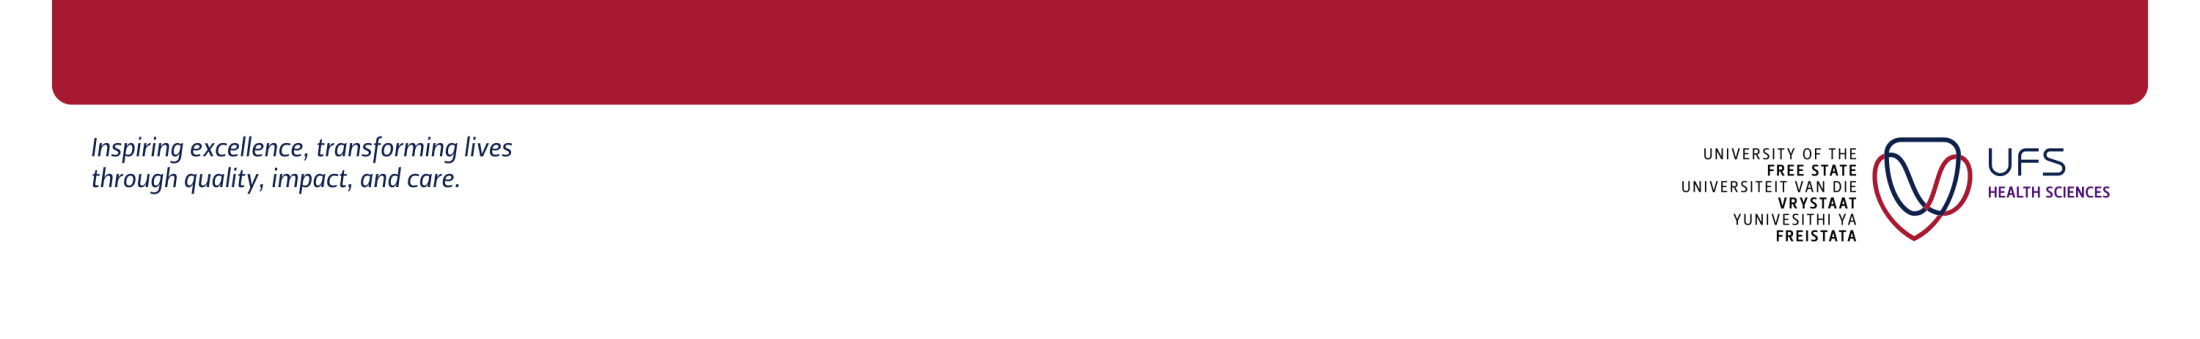 Inspiring excellence, transforming lives
through quality, impact, and care.
UNIVERSITY OF THE
FREE STATE
UNIVERSITEIT VAN DIE
VRYSTAAT
YUNIVESITHI YA
FREISTATA
UFS
HEALTH SCIENCES